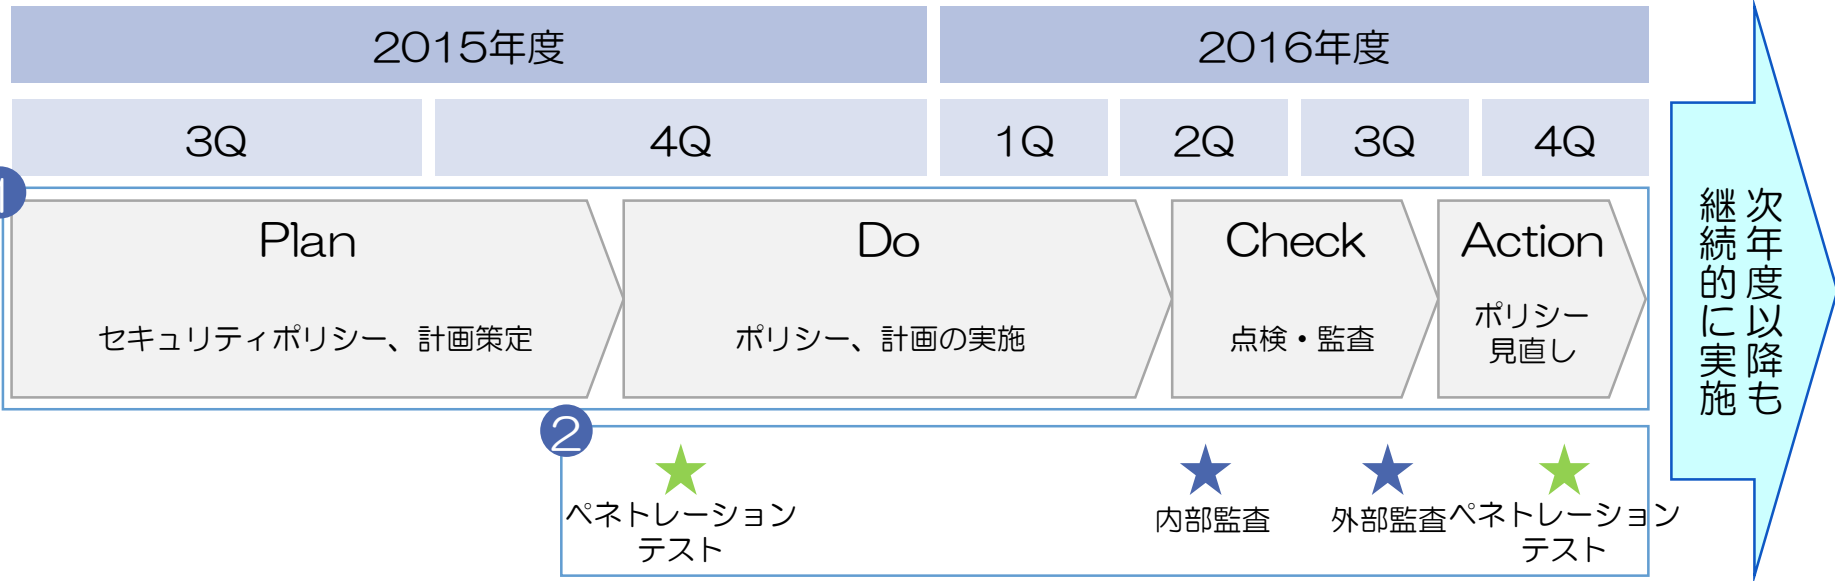 2015年度
2016年度
3Q
4Q
1Q
2Q
3Q
4Q
1
Plan
セキュリティポリシー、計画策定
Do
ポリシー、計画の実施
Check
点検・監査
Action
ポリシー
見直し
次年度以降も
継続的に実施
2
ペネトレーション
テスト
内部監査
外部監査
ペネトレーション
テスト